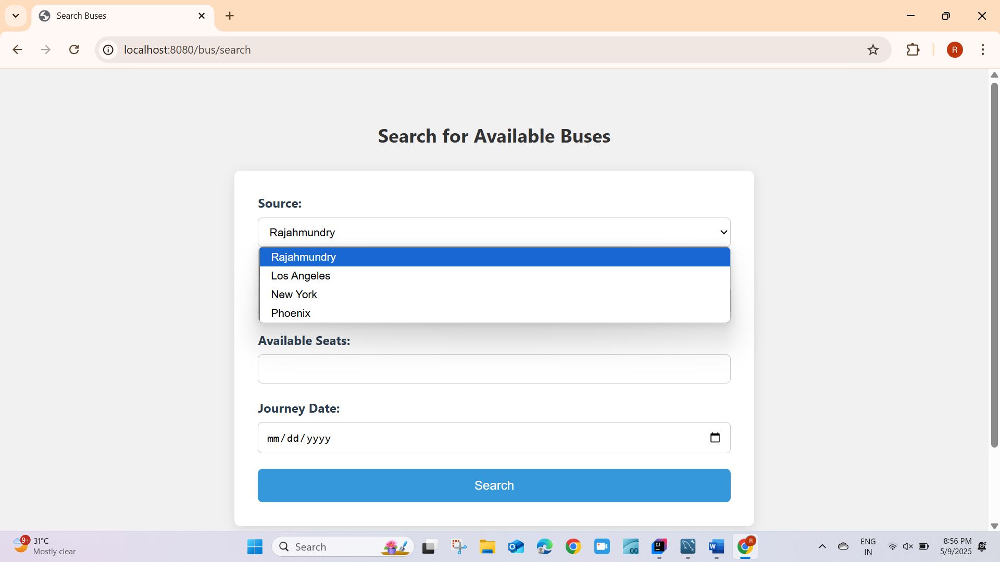 Search Buses
localhost:8080/bus/search
R
Search for Available Buses
Source:
Rajahmundry
Rajahmundry
Los Angeles
New York
Phoenix
Available Seats:
Journey Date:
mm/dd/yyyy
Search
9+
31°C
Mostly clear
Search
00
IJ
W
R
ENG
IN
8:56 PM
5/9/2025